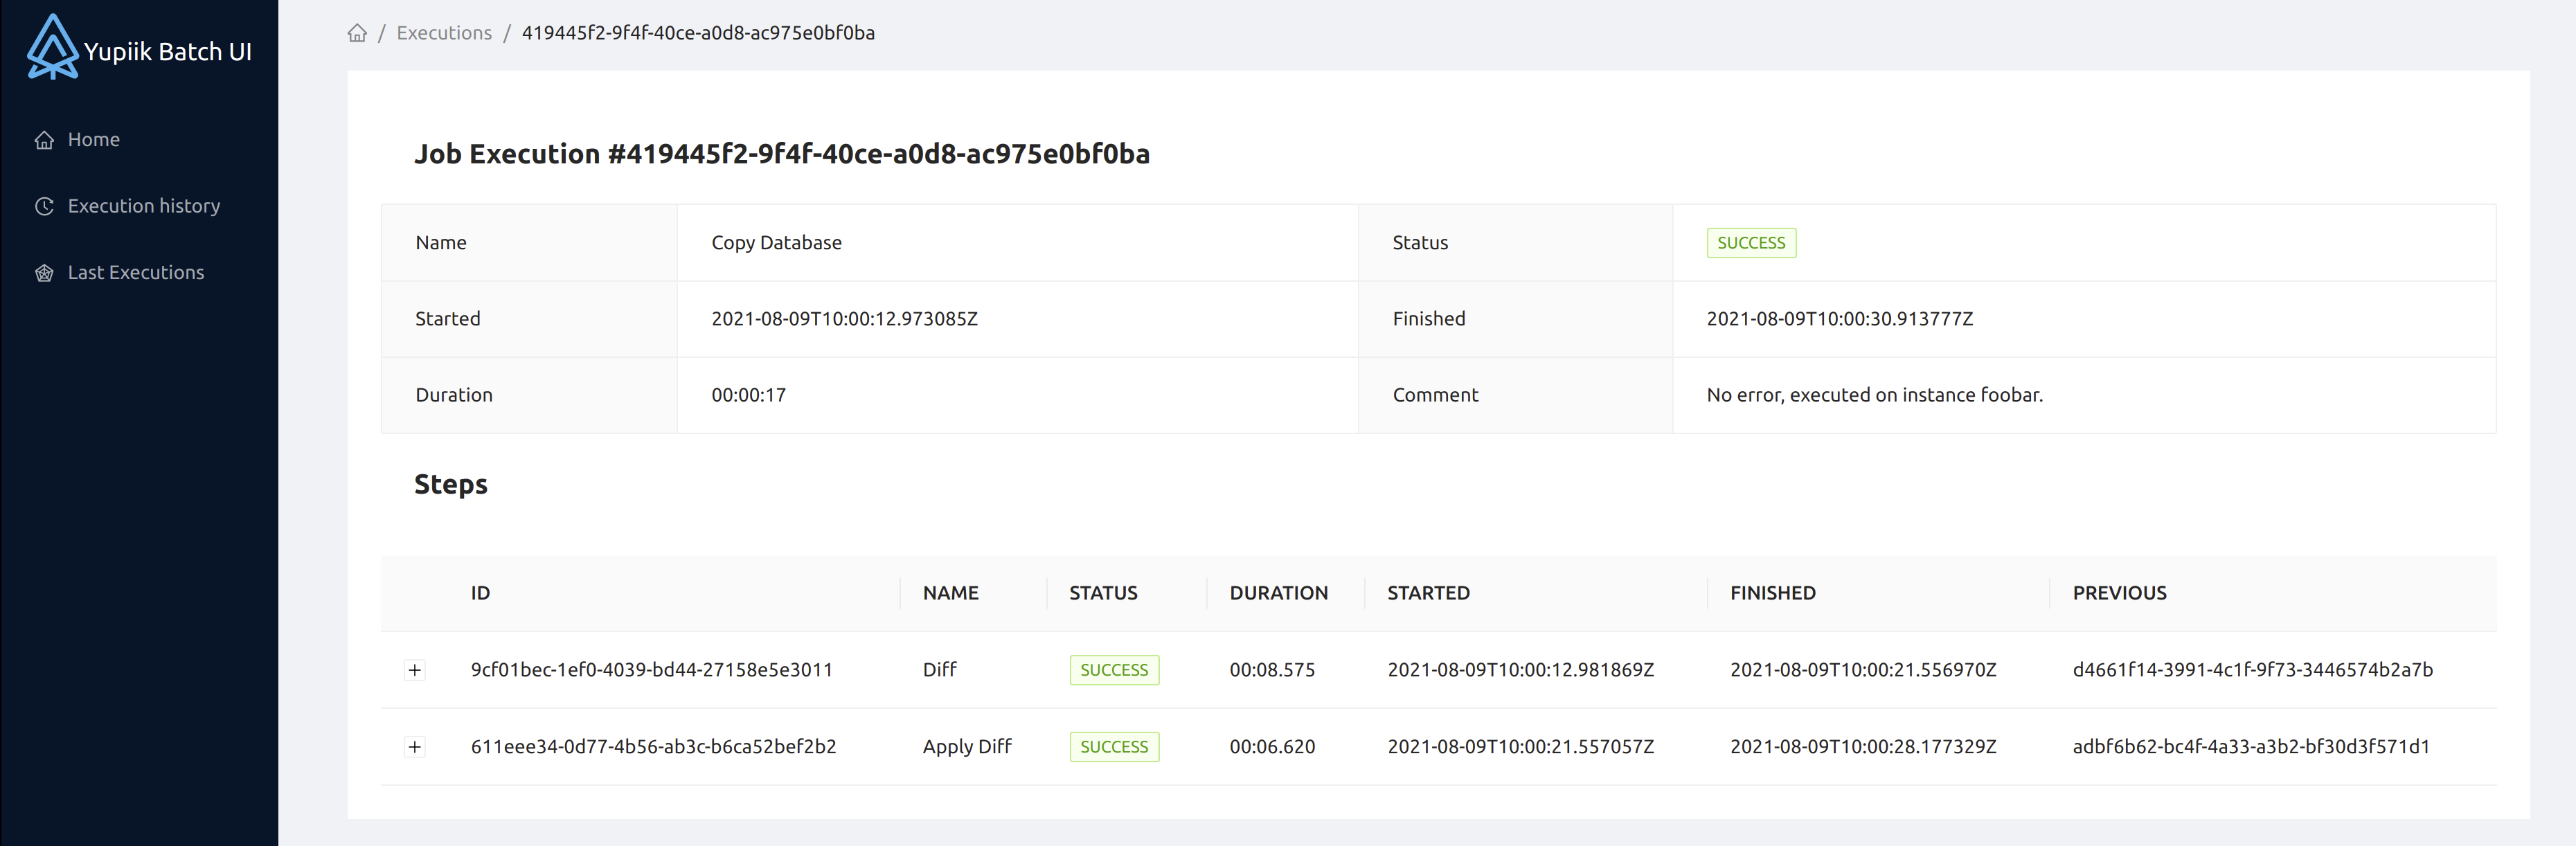 Yupiik Batch UI
Home
Execution history
Last Executions
/ Executions / 419445f2-9f4f-40ce-a0d8-ac975e0bf0ba
Job Execution #419445f2-9f4f-40ce-a0d8-ac975e0bf0ba
Name Copy Database Status SUCCESS
Started 2021-08-09T10:00:12.973085Z Finished 2021-08-09T10:00:30.913777Z
Duration 00:00:17 Comment No error, executed on instance foobar.
Steps
ID NAME STATUS DURATION STARTED FINISHED PREVIOUS
9cf01bec-1ef0-4039-bd44-27158e5e3011 Diff SUCCESS 00:08.575 2021-08-09T10:00:12.981869Z 2021-08-09T10:00:21.556970Z d4661f14-3991-4c1f-9f73-3446574b2a7b
611eee34-0d77-4b56-ab3c-b6ca52bef2b2 Apply Diff SUCCESS 00:06.620 2021-08-09T10:00:21.557057Z 2021-08-09T10:00:28.177329Z adbf6b62-bc4f-4a33-a3b2-bf30d3f571d1